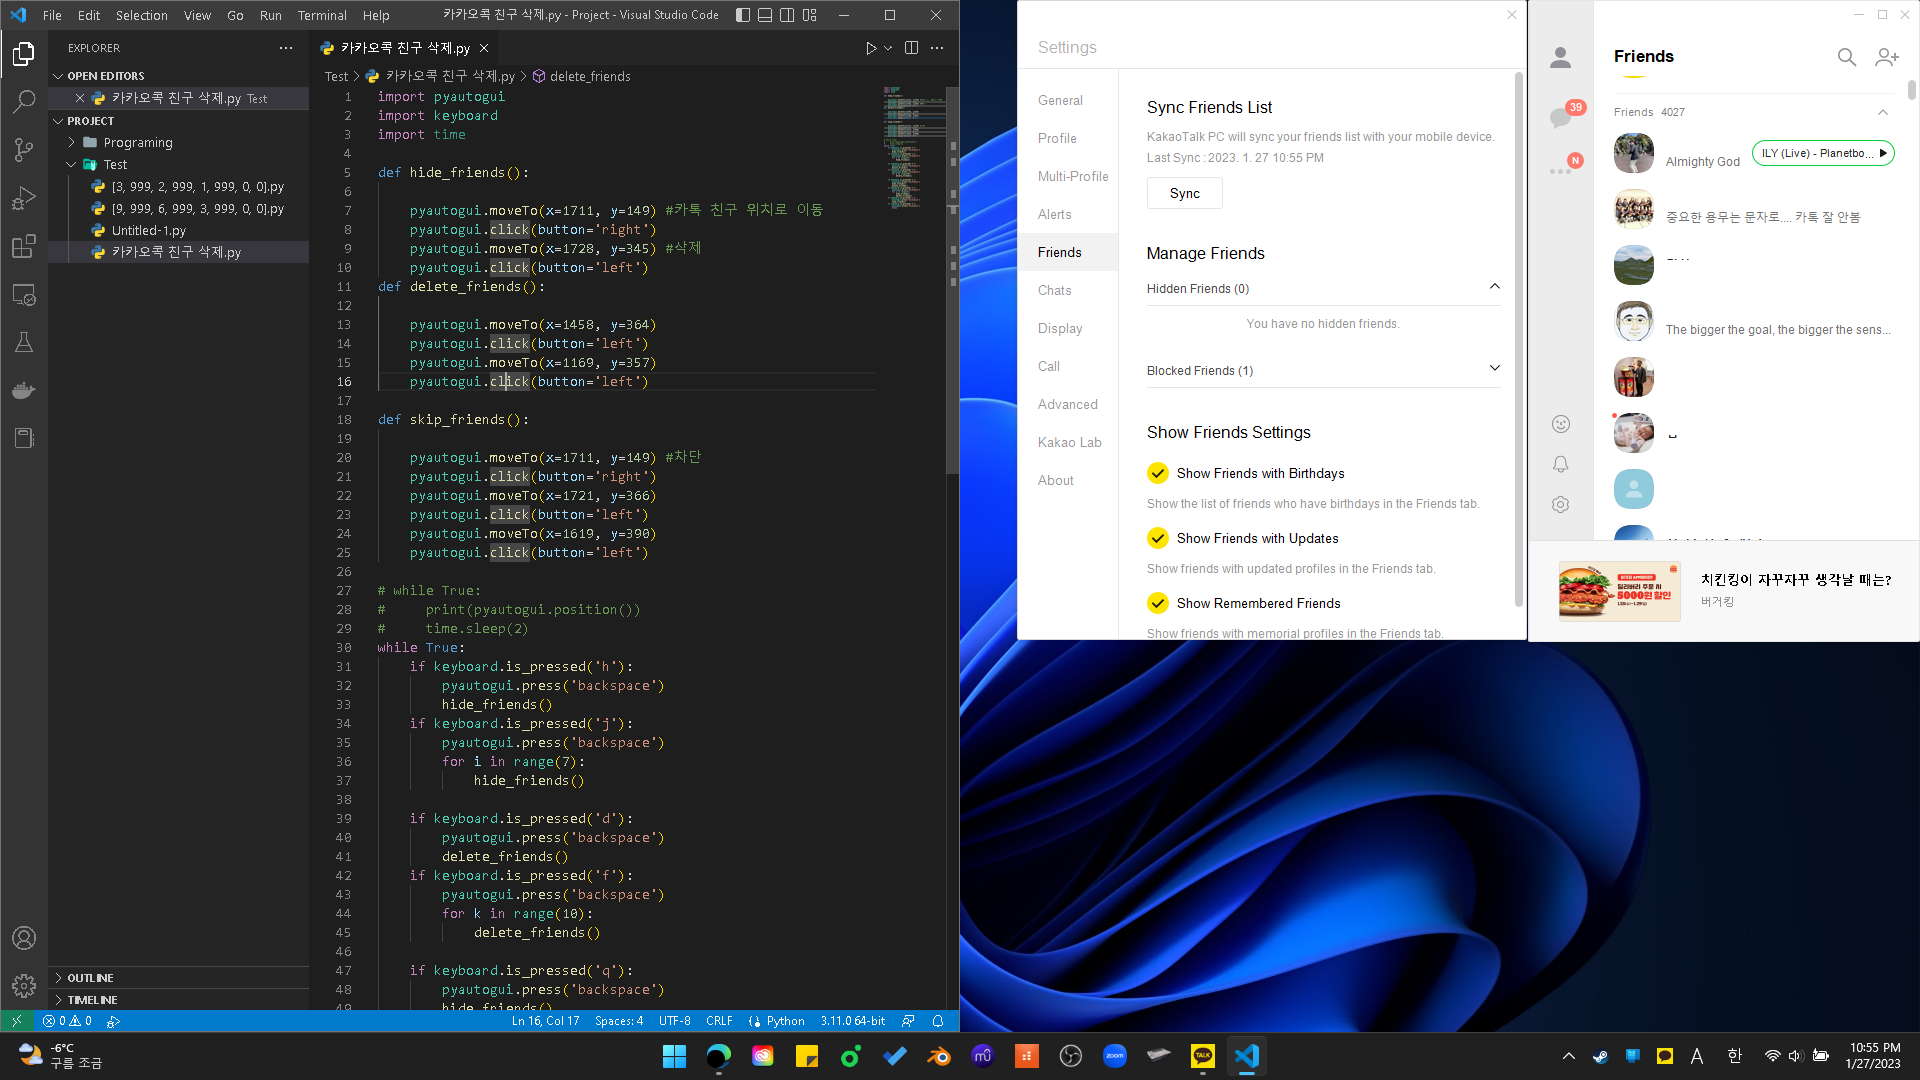 File Edit Selection View Go Run Terminal Help
카카오콕 친구 삭제.py - Project - Visual Studio Code
EXPLORER
OPEN EDITORS
카카오콕 친구 삭제.py Test
PROJECT
Programing
Test
[3, 999, 2, 999, 1, 999, 0, 0].py
[9, 999, 6, 999, 3, 999, 0, 0].py
Untitled-1.py
카카오콕 친구 삭제.py
OUTLINE
TIMELINE
카카오콕 친구 삭제.py
Test > 카카오콕 친구 삭제.py > delete_friends
1 import pyautogui
2 import keyboard
3 import time
4
5 def hide_friends():
6
7 pyautogui.moveTo(x=1711, y=149) #카톡 친구 위치로 이동
8 pyautogui.click(button='right')
9 pyautogui.moveTo(x=1728, y=345) #삭제
10 pyautogui.click(button='left')
11 def delete_friends():
12
13 pyautogui.moveTo(x=1458, y=364)
14 pyautogui.click(button='left')
15 pyautogui.moveTo(x=1169, y=357)
16 pyautogui.click(button='left')
17
18 def skip_friends():
19
20 pyautogui.moveTo(x=1711, y=149) #차단
21 pyautogui.click(button='right')
22 pyautogui.moveTo(x=1721, y=366)
23 pyautogui.click(button='left')
24 pyautogui.moveTo(x=1619, y=390)
25 pyautogui.click(button='left')
26
27 # while True:
28 # print(pyautogui.position())
29 # time.sleep(2)
30 while True:
31 if keyboard.is_pressed('h'):
32 pyautogui.press('backspace')
33 hide_friends()
34 if keyboard.is_pressed('j'):
35 pyautogui.press('backspace')
36 for i in range(7):
37 hide_friends()
38
39 if keyboard.is_pressed('d'):
40 pyautogui.press('backspace')
41 delete_friends()
42 if keyboard.is_pressed('f'):
43 pyautogui.press('backspace')
44 for k in range(10):
45 delete_friends()
46
47 if keyboard.is_pressed('q'):
48 pyautogui.press('backspace')
49 hide_friends()
0 0
Ln 16, Col 17 Spaces: 4 UTF-8 CRLF Python 3.11.0 64-bit
Settings
General
Profile
Multi-Profile
Alerts
Friends
Chats
Display
Call
Advanced
Kakao Lab
About
Sync Friends List
KakaoTalk PC will sync your friends list with your mobile device.
Last Sync : 2023. 1. 27 10:55 PM
Sync
Manage Friends
Hidden Friends (0)
You have no hidden friends.
Blocked Friends (1)
Show Friends Settings
Show Friends with Birthdays
Show the list of friends who have birthdays in the Friends tab.
Show Friends with Updates
Show friends with updated profiles in the Friends tab.
Show Remembered Friends
Show friends with memorial profiles in the Friends tab.
39
N
Friends
Friends 4027
Almighty God
ILY (Live) - Planetbo...
중요한 용무는 문자로.... 카톡 잘 안봄
The bigger the goal, the bigger the sens...
5000원 할인
치킨킹이 자꾸자꾸 생각날 때는?
버거킹
-6°C
구름 조금
zoom
TALK
A
한
10:55 PM
1/27/2023